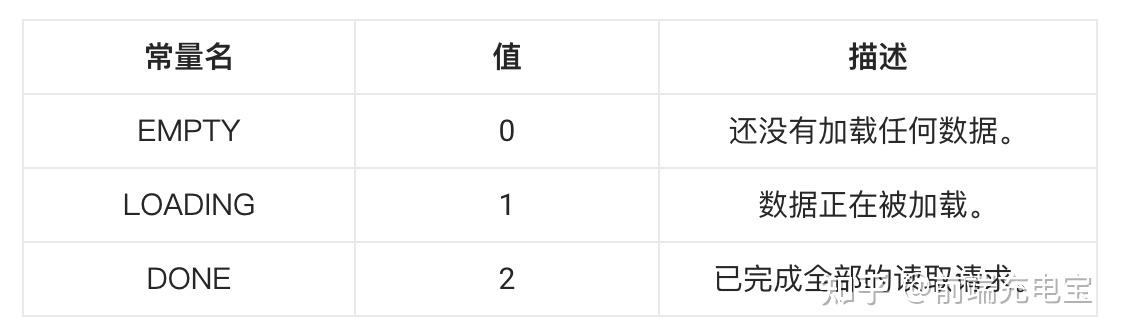 常量名 值 描述
EMPTY 0 还没有加载任何数据。
LOADING 1 数据正在被加载。
DONE 2 已完成全部的读取请求。
知乎 @前端充电宝